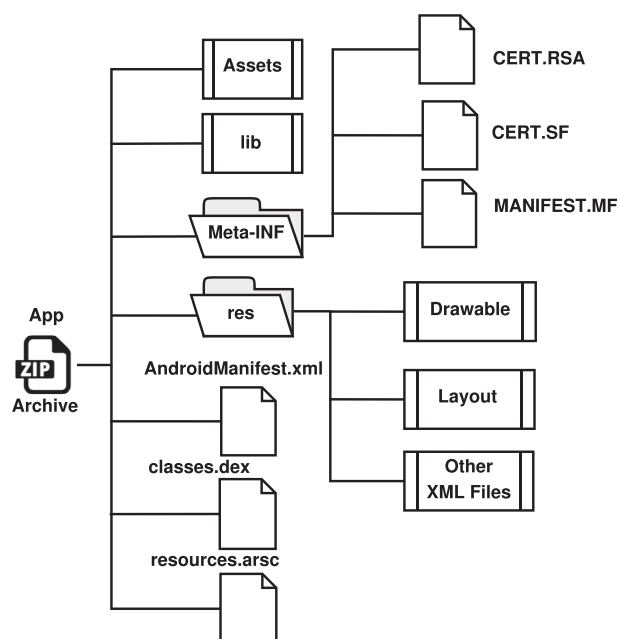 Assets
CERT.RSA
lib
CERT.SF
Meta-INF
MANIFEST.MF
res
Drawable
App
ZIP
Archive
AndroidManifest.xml
Layout
classes.dex
Other
XML Files
resources.arsc